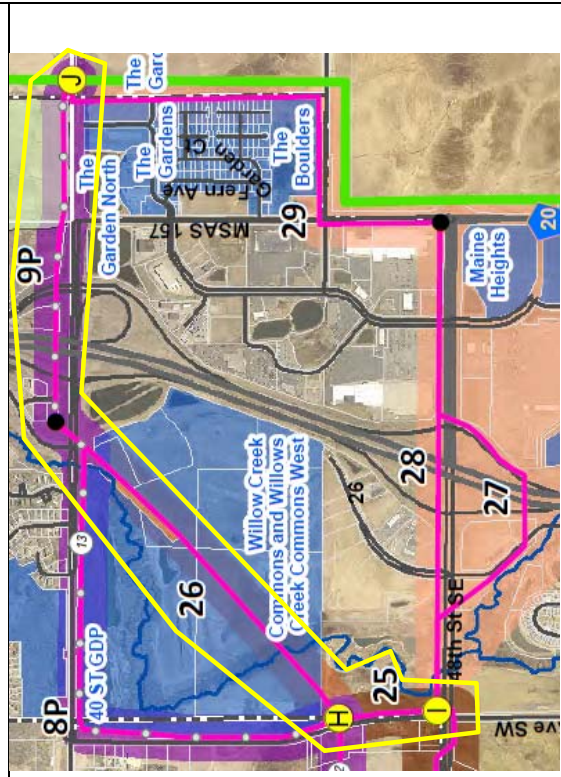 J
The
Gard
The
Garden North
The
Gardens
Fern Ave
Garden Ct
The
Boulders
MSAS 157
29
9P
20
Maine
Heights
28
27
26
Willow Creek
Commons and Willows
Creek Commons West
26
13
40 ST GDP
8P
H
25
I
48th St SE
Ave SW
2